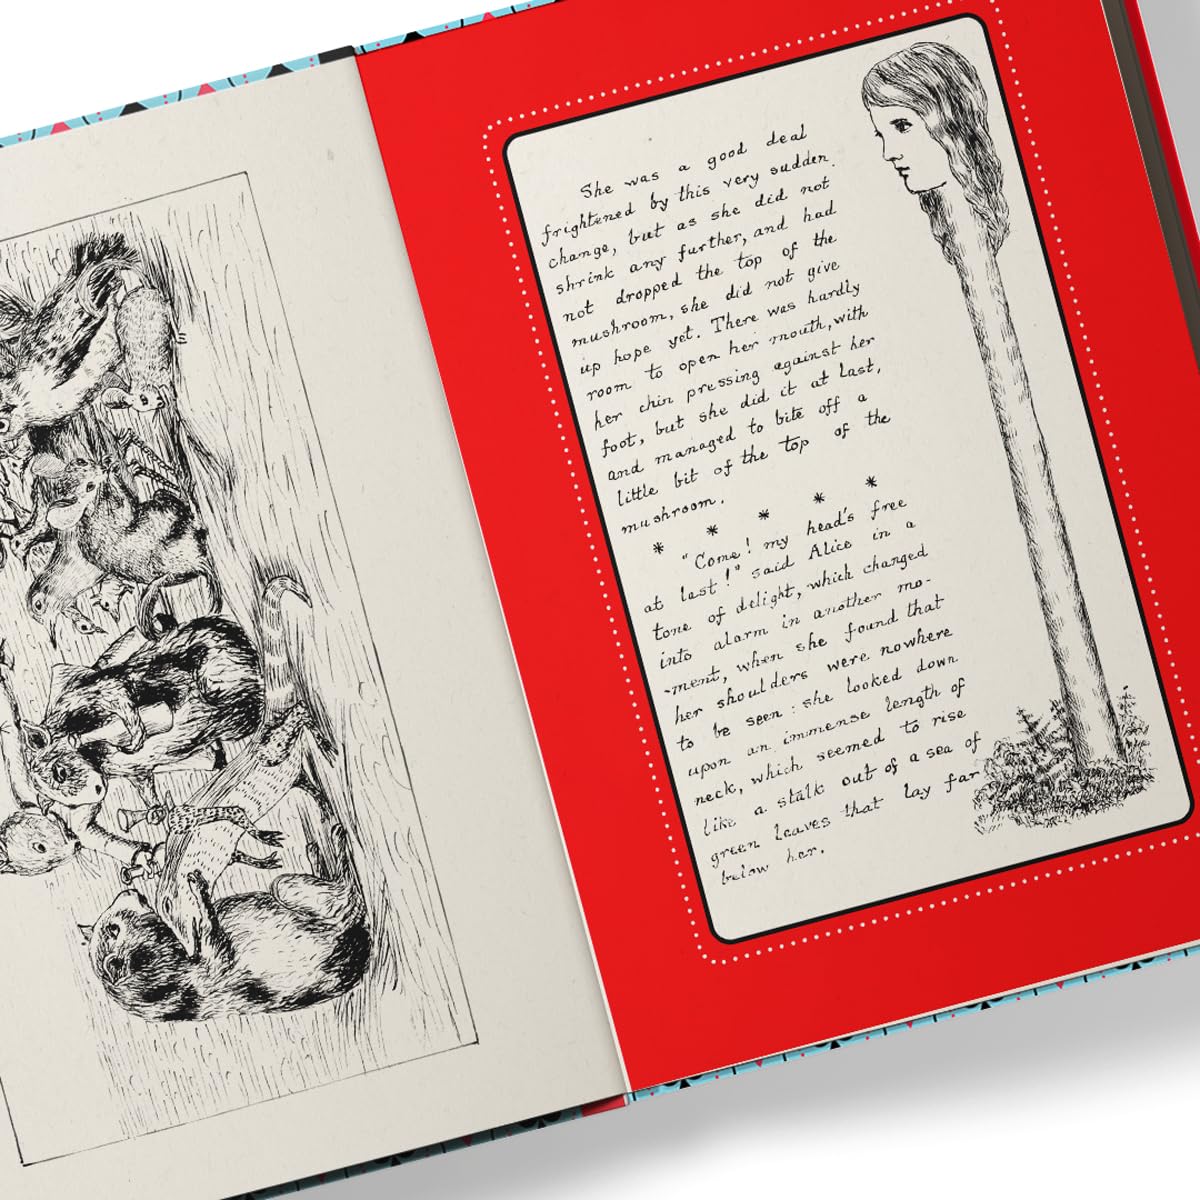 She was a good deal
frightened by this very sudden
change, but as she did not
shrink any further, and had
not dropped the top of the
mushroom, she did not give
up hope yet. There was hardly
room to open her mouth, with
her chin pressing against her
foot, but she did it at last,
and managed to bite off a
little bit of the top of the
mushroom.
* * * * *
"Come! my head's free
at last!" said Alice in a
tone of delight, which changed
into alarm in another mo-
-ment, when she found that
her shoulders were nowhere
to be seen: she looked down
upon an immense length of
neck, which seemed to rise
like a stalk out of a sea of
green leaves that lay far
below her.